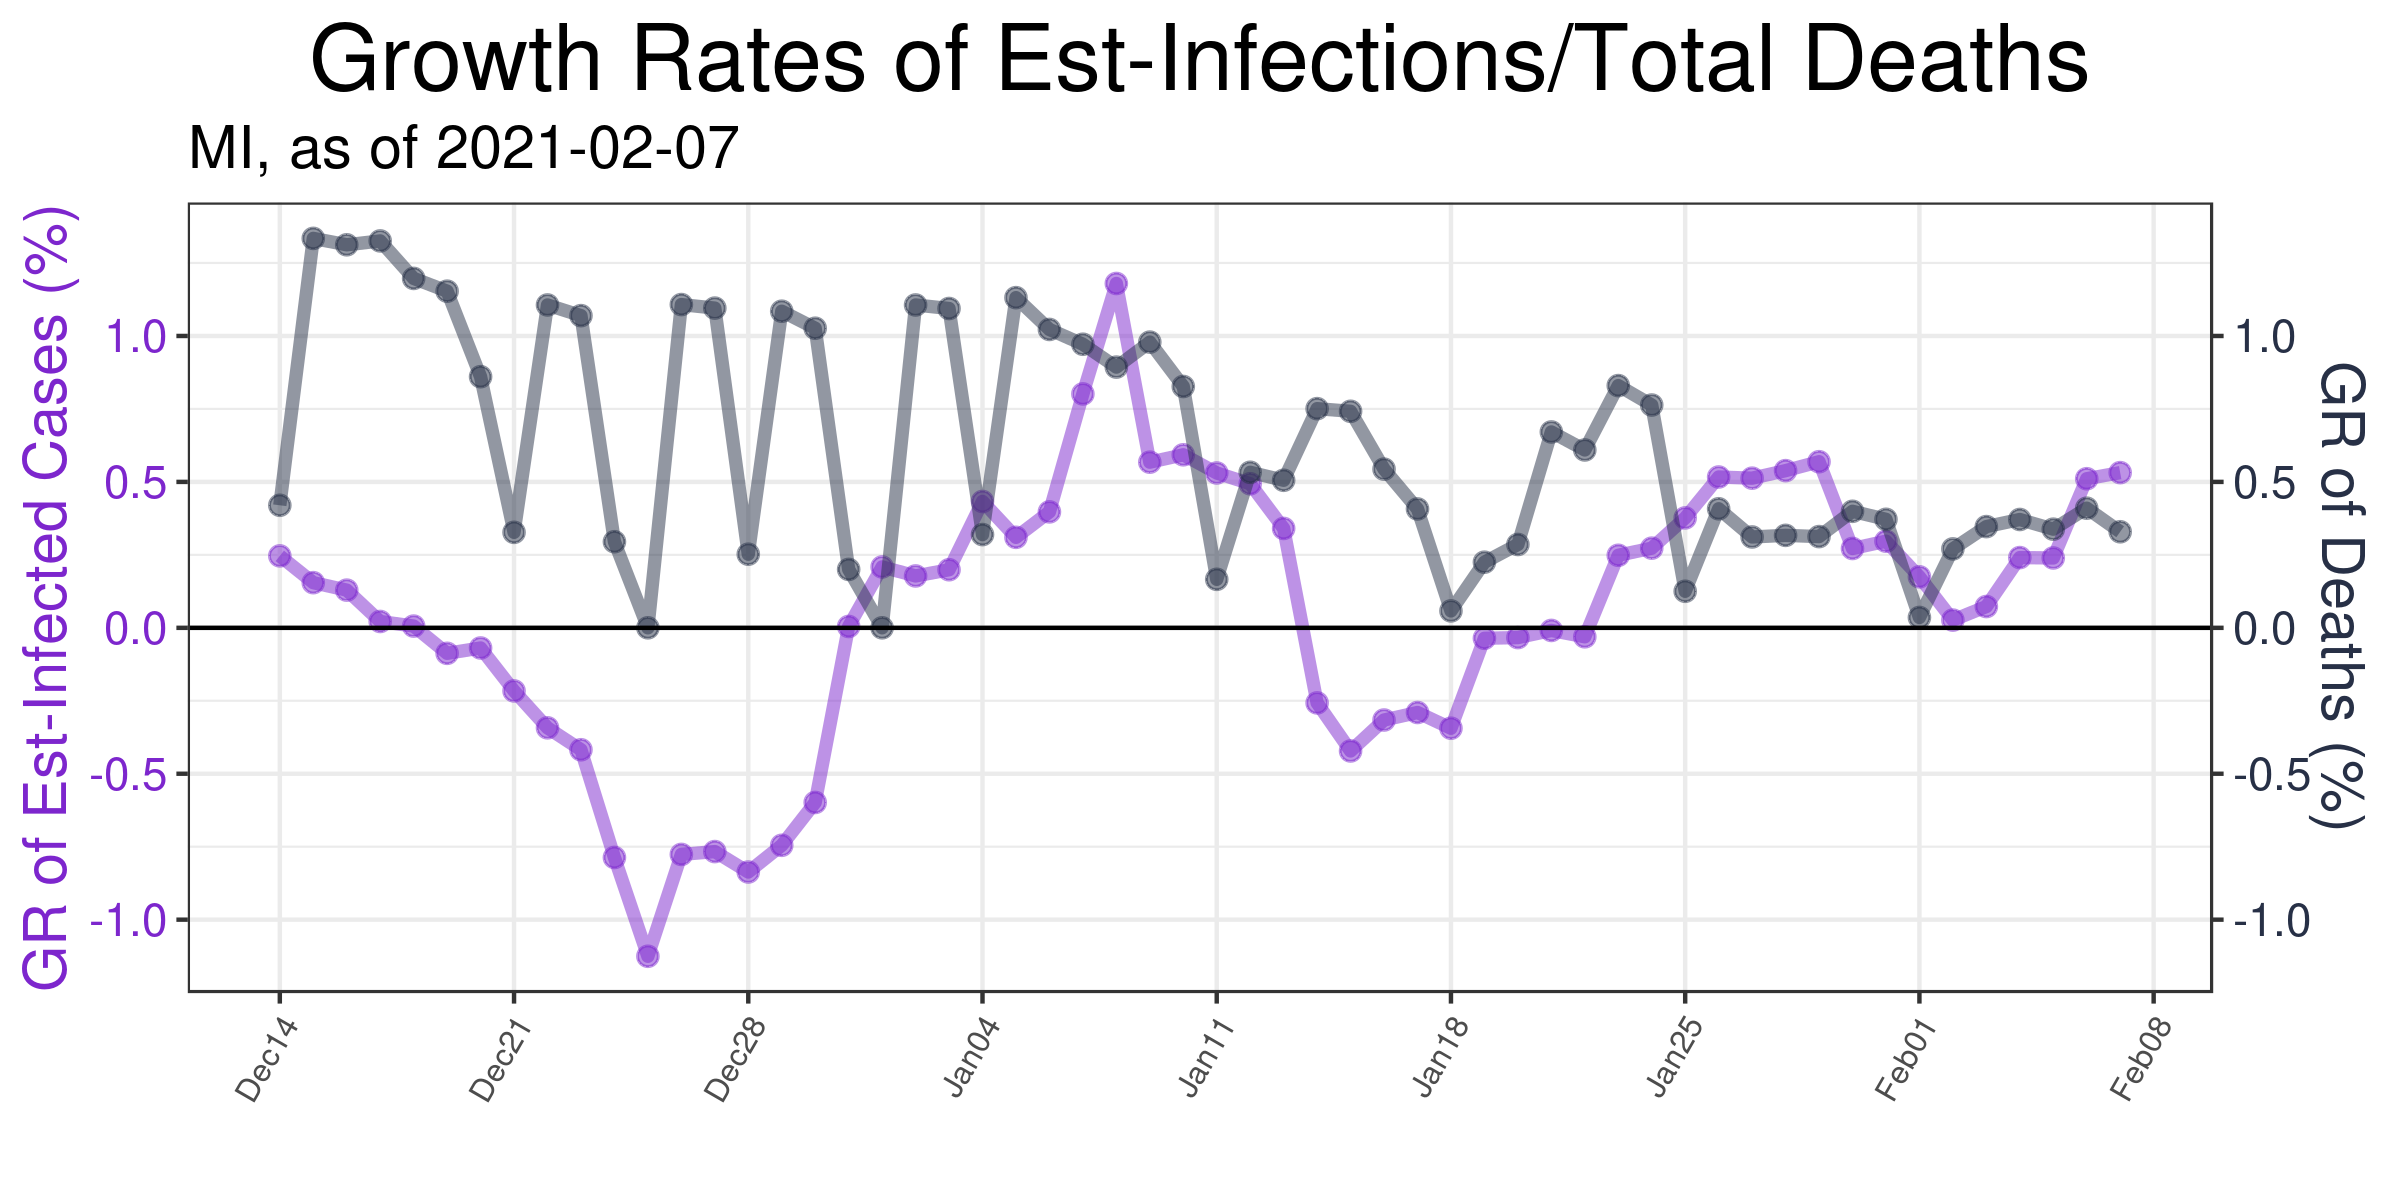 Growth Rates of Est-Infections/Total Deaths
MI, as of 2021-02-07
GR of Est-Infected Cases (%)
1.0
0.5
0.0
-0.5
-1.0
1.0
0.5
0.0
-0.5
-1.0
GR of Deaths (%)
Dec14
Dec21
Dec28
Jan04
Jan11
Jan18
Jan25
Feb01
Feb08